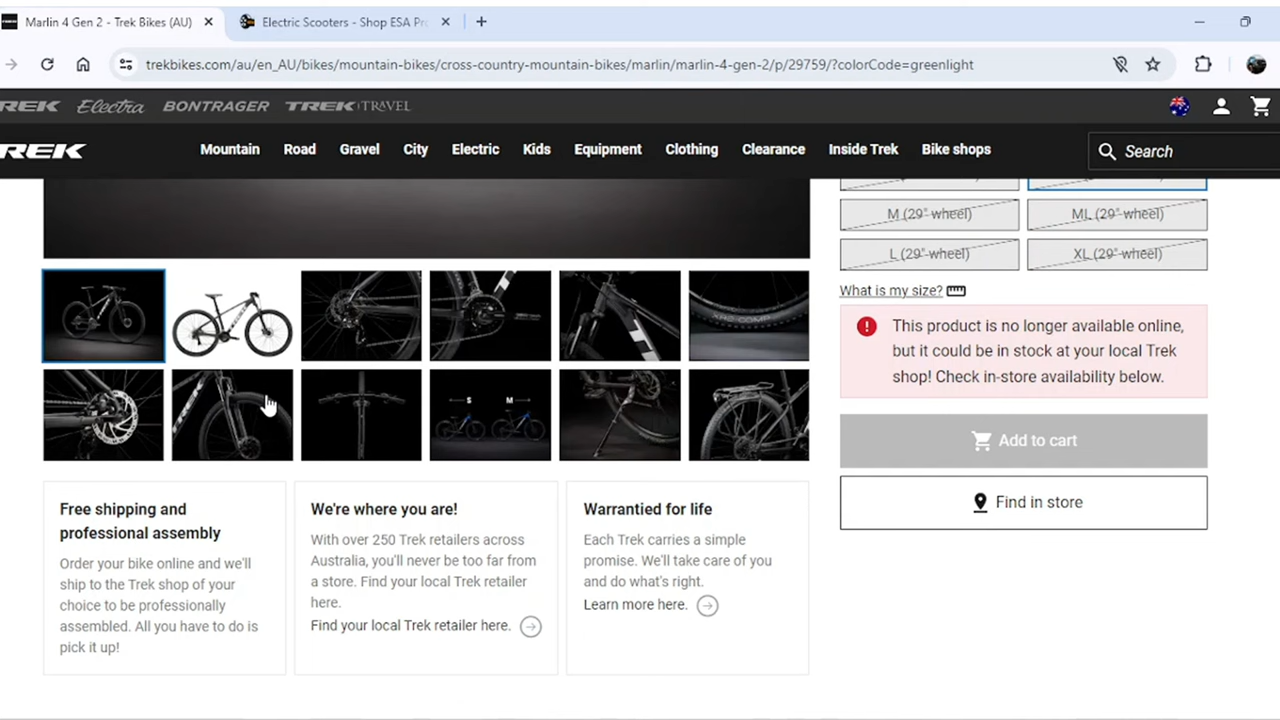 Marlin 4 Gen 2 - Trek Bikes (AU)
Electric Scooters - Shop ESA Pr
trekbikes.com/au/en_AU/bikes/mountain-bikes/cross-country-mountain-bikes/marlin/marlin-4-gen-2/p/29759/?colorCode=greenlight
TREK Electra BONTRAGER TREK TRAVEL
TREK
Mountain Road Gravel City Electric Kids Equipment Clothing Clearance Inside Trek Bike shops
Search
M (29" wheel) ML (29" wheel)
L (29" wheel) XL (29" wheel)
What is my size?
This product is no longer available online,
but it could be in stock at your local Trek
shop! Check in-store availability below.
Add to cart
Find in store
S M
Free shipping and
professional assembly
Order your bike online and we'll
ship to the Trek shop of your
choice to be professionally
assembled. All you have to do is
pick it up!
We're where you are!
With over 250 Trek retailers across
Australia, you'll never be too far from
a store. Find your local Trek retailer
here.
Find your local Trek retailer here.
Warrantied for life
Each Trek carries a simple
promise. We'll take care of you
and do what's right.
Learn more here.